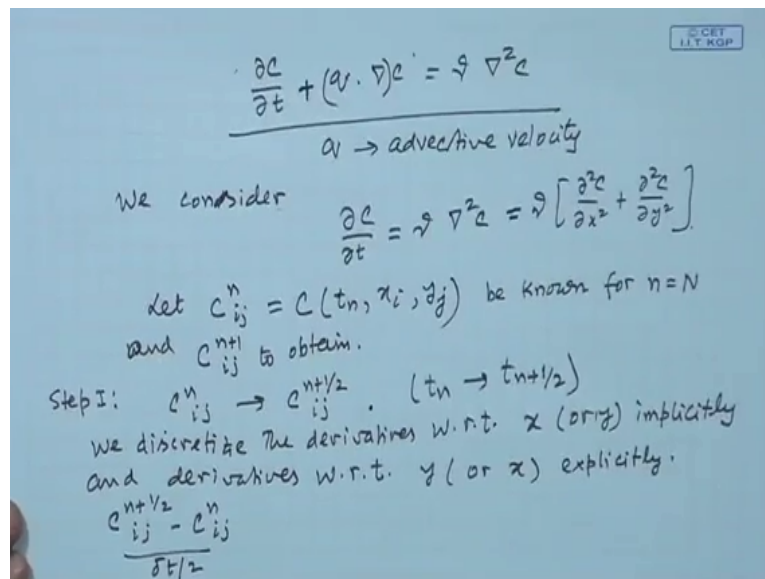 © CET
I.I.T. KGP
∂C/∂t + (q · ∇)C = ϑ ∇²C
q → advective velocity
We consider
∂C/∂t = ϑ ∇²C = ϑ [∂²C/∂x² + ∂²C/∂y²]
Let C^n_ij = C(t_n, x_i, y_j) be known for n = N
and C^{n+1}_ij to obtain.
Step I: C^n_ij → C^{n+1/2}_ij. (t_n → t_{n+1/2})
We discretize The derivatives w.r.t. x (or y) implicitly
and derivatives w.r.t. y (or x) explicitly.
C^{n+1/2}_ij - C^n_ij
δt/2